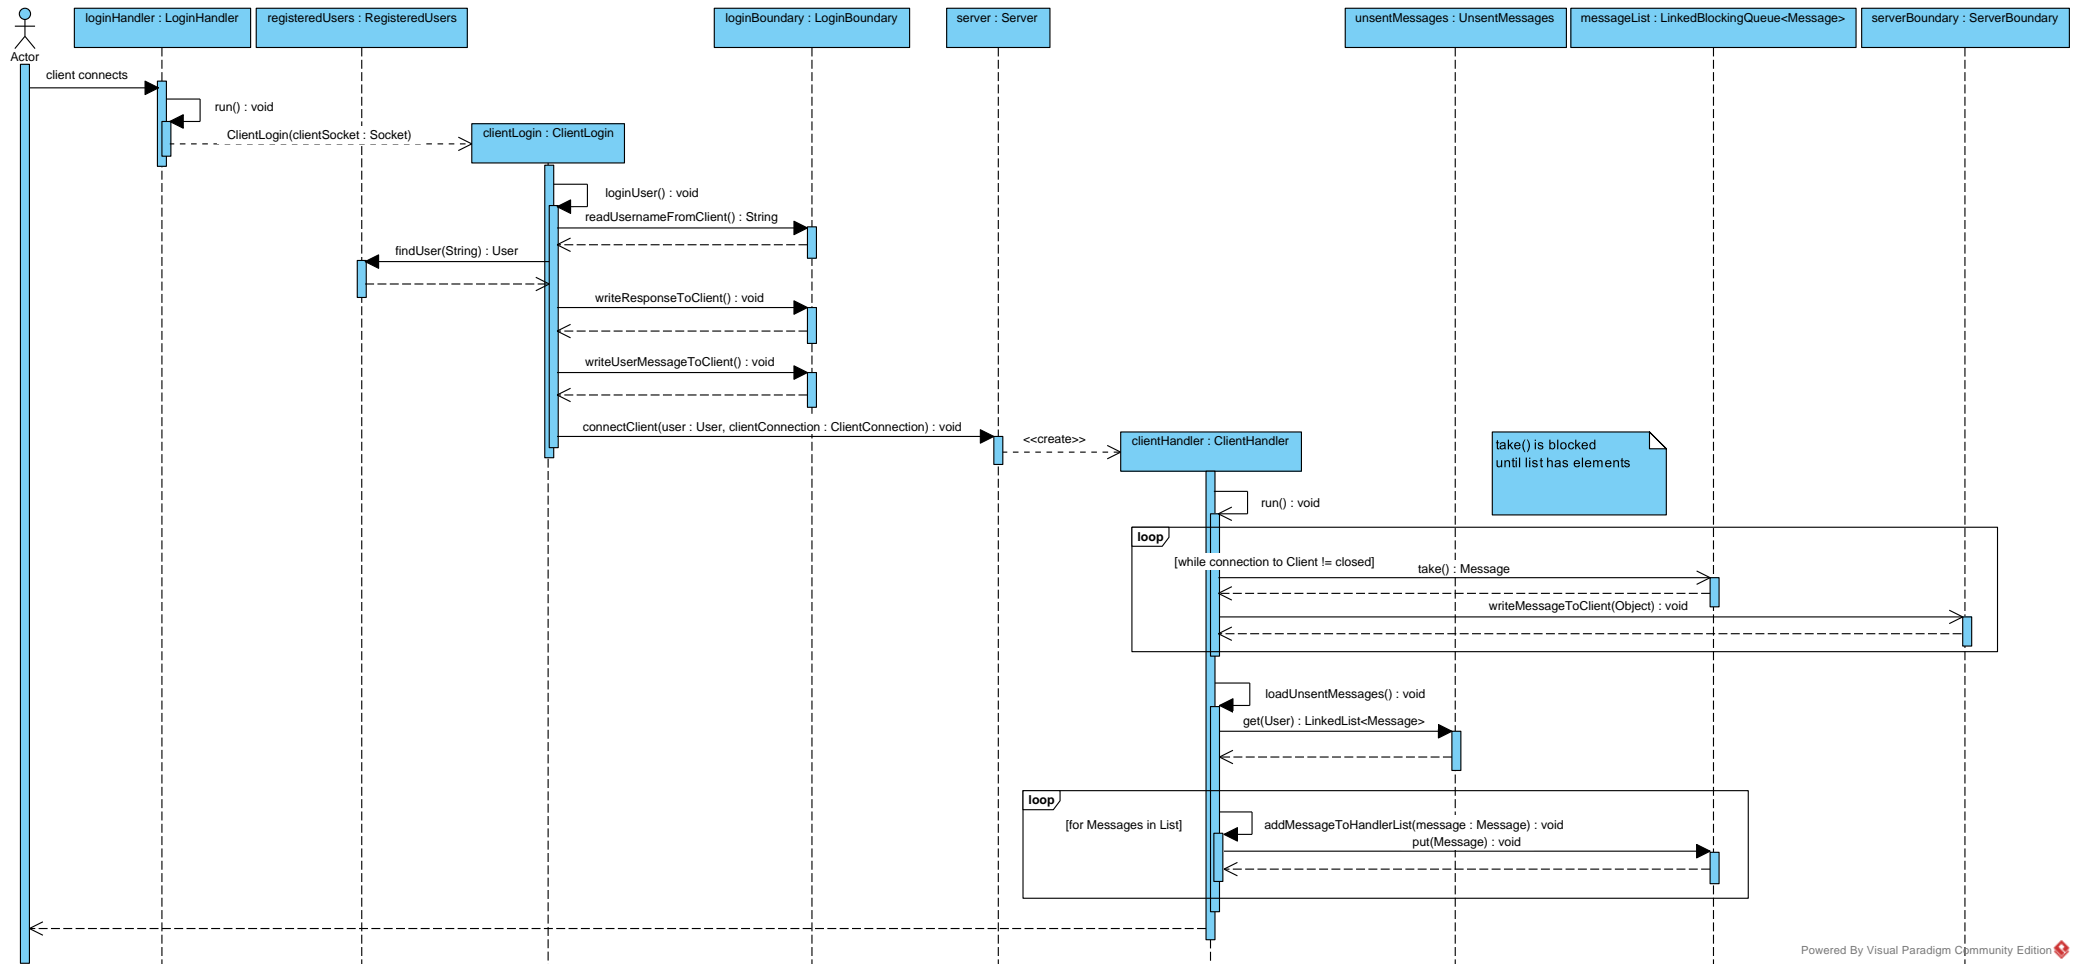 loginHandler : LoginHandler
registeredUsers : RegisteredUsers
loginBoundary : LoginBoundary
server : Server
unsentMessages : UnsentMessages
messageList : LinkedBlockingQueue<Message>
serverBoundary : ServerBoundary
Actor
client connects
run() : void
ClientLogin(clientSocket : Socket)
clientLogin : ClientLogin
loginUser() : void
readUsernameFromClient() : String
findUser(String) : User
writeResponseToClient() : void
writeUserMessageToClient() : void
connectClient(user : User, clientConnection : ClientConnection) : void
<<create>>
clientHandler : ClientHandler
take() is blocked
until list has elements
run() : void
loop
[while connection to Client != closed]
take() : Message
writeMessageToClient(Object) : void
loadUnsentMessages() : void
get(User) : LinkedList<Message>
loop
[for Messages in List]
addMessageToHandlerList(message : Message) : void
put(Message) : void
Powered By Visual Paradigm Community Edition